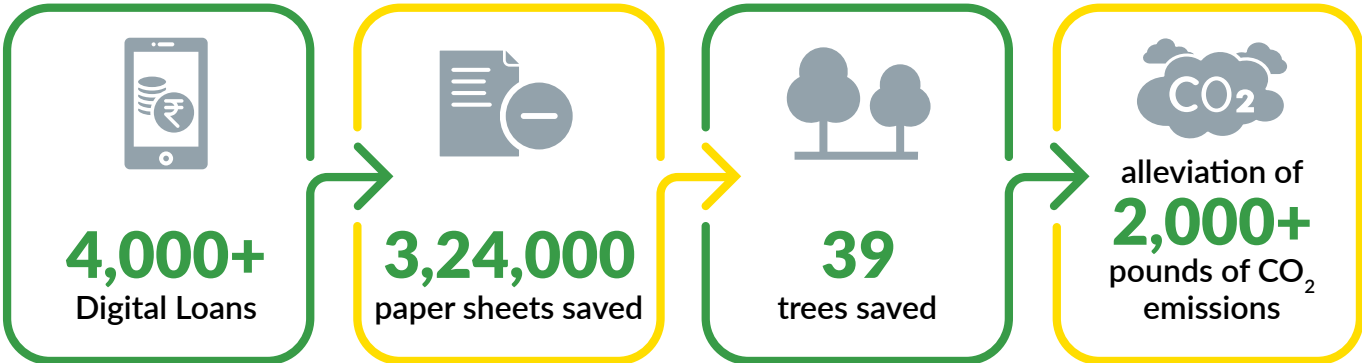 ₹
4,000+
Digital Loans
3,24,000
paper sheets saved
39
trees saved
CO2
alleviation of
2,000+
pounds of CO₂
emissions